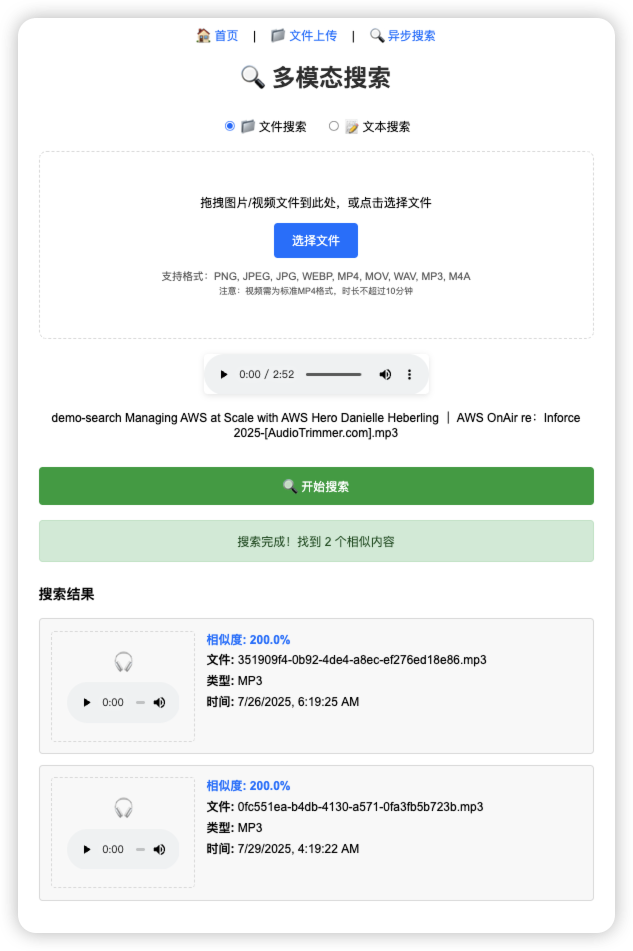 首页 | 文件上传 | 异步搜索
多模态搜索
文件搜索 文本搜索
拖拽图片/视频文件到此处，或点击选择文件
选择文件
支持格式：PNG, JPEG, JPG, WEBP, MP4, MOV, WAV, MP3, M4A
注意：视频需为标准MP4格式，时长不超过10分钟
0:00 / 2:52
demo-search Managing AWS at Scale with AWS Hero Danielle Heberling ｜ AWS OnAir re：Inforce
2025-[AudioTrimmer.com].mp3
开始搜索
搜索完成！找到 2 个相似内容
搜索结果
相似度: 200.0%
文件: 351909f4-0b92-4de4-a8ec-ef276ed18e86.mp3
类型: MP3
时间: 7/26/2025, 6:19:25 AM
0:00
相似度: 200.0%
文件: 0fc551ea-b4db-4130-a571-0fa3fb5b723b.mp3
类型: MP3
时间: 7/29/2025, 4:19:22 AM
0:00